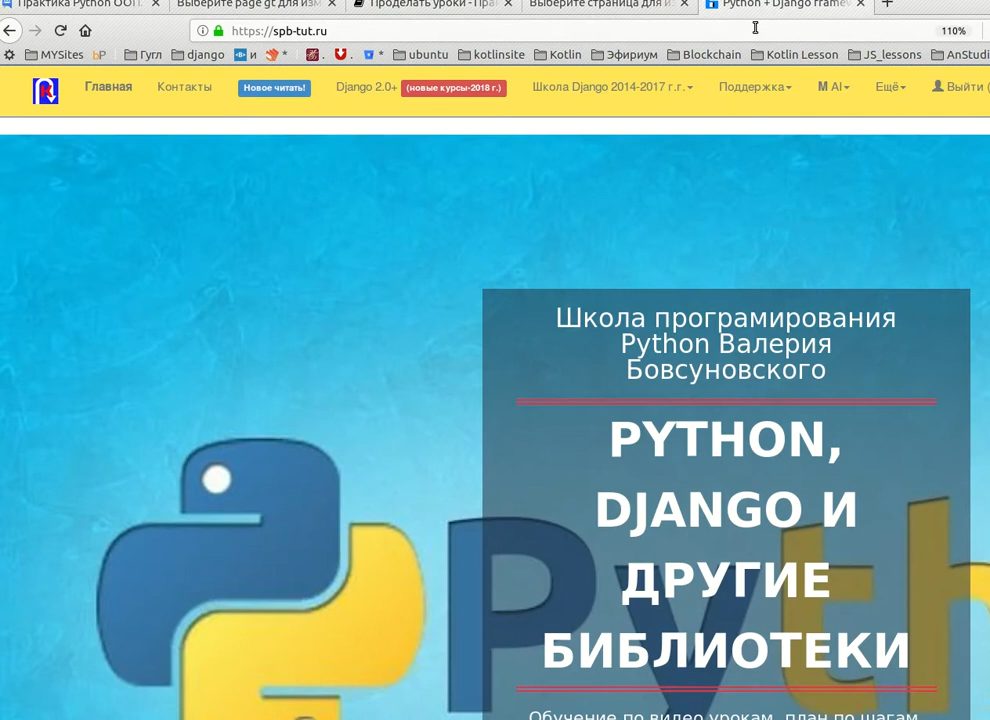 Практика Python ООП.
Выберите page gt для изм
Проделать уроки - Пра
Выберите страница для и
Python + Django framew
https://spb-tut.ru
110%
MYSites bP Гугл django и * . . * ubuntu kotlinsite Kotlin Эфириум Blockchain Kotlin Lesson JS_lessons AnStudi
Главная Контакты Новое читать! Django 2.0+ (новые курсы-2018 г.) Школа Django 2014-2017 г.г. Поддержка M AI Ещё Выйти (
Школа програмирования
Python Валерия
Бовсуновского
PYTHON,
DJANGO И
ДРУГИЕ
БИБЛИОТЕКИ
Pyth
Обучение по видео урокам, план по шагам